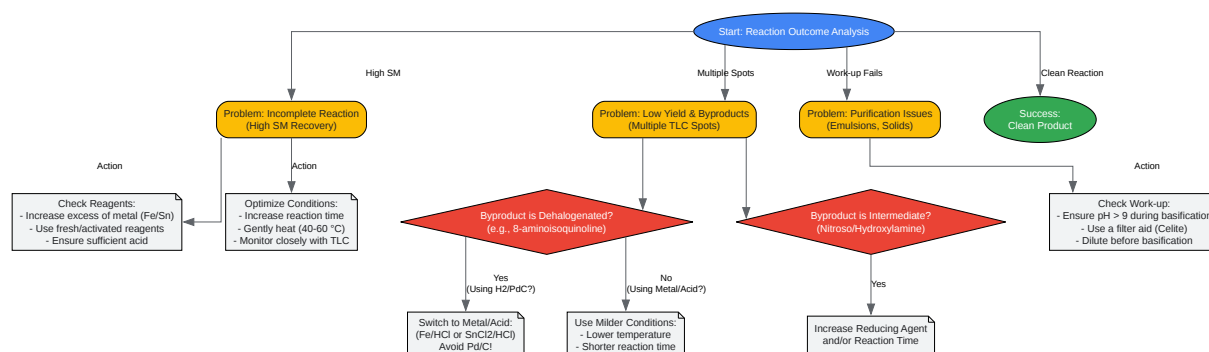 Start: Reaction Outcome Analysis
High SM
Multiple Spots
Work-up Fails
Clean Reaction
Problem: Incomplete Reaction
(High SM Recovery)
Problem: Low Yield & Byproducts
(Multiple TLC Spots)
Problem: Purification Issues
(Emulsions, Solids)
Success:
Clean Product
Action
Action
Action
Check Reagents:
- Increase excess of metal (Fe/Sn)
- Use fresh/activated reagents
- Ensure sufficient acid
Optimize Conditions:
- Increase reaction time
- Gently heat (40-60 °C)
- Monitor closely with TLC
Byproduct is Dehalogenated?
(e.g., 8-aminoisoquinoline)
Byproduct is Intermediate?
(Nitroso/Hydroxylamine)
Check Work-up:
- Ensure pH > 9 during basification
- Use a filter aid (Celite)
- Dilute before basification
Yes
(Using H2/PdC?)
No
(Using Metal/Acid?)
Yes
Switch to Metal/Acid:
(Fe/HCl or SnCl2/HCl)
Avoid Pd/C!
Use Milder Conditions:
- Lower temperature
- Shorter reaction time
Increase Reducing Agent
and/or Reaction Time